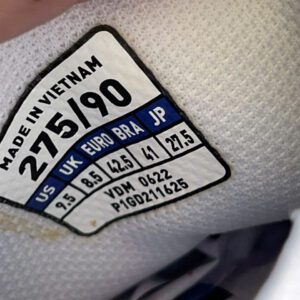 MADE IN VIETNAM
275/90
US UK EURO BRA JP
9.5 8.5 42.5 41 27.5
VDM 0622
P1GD211625